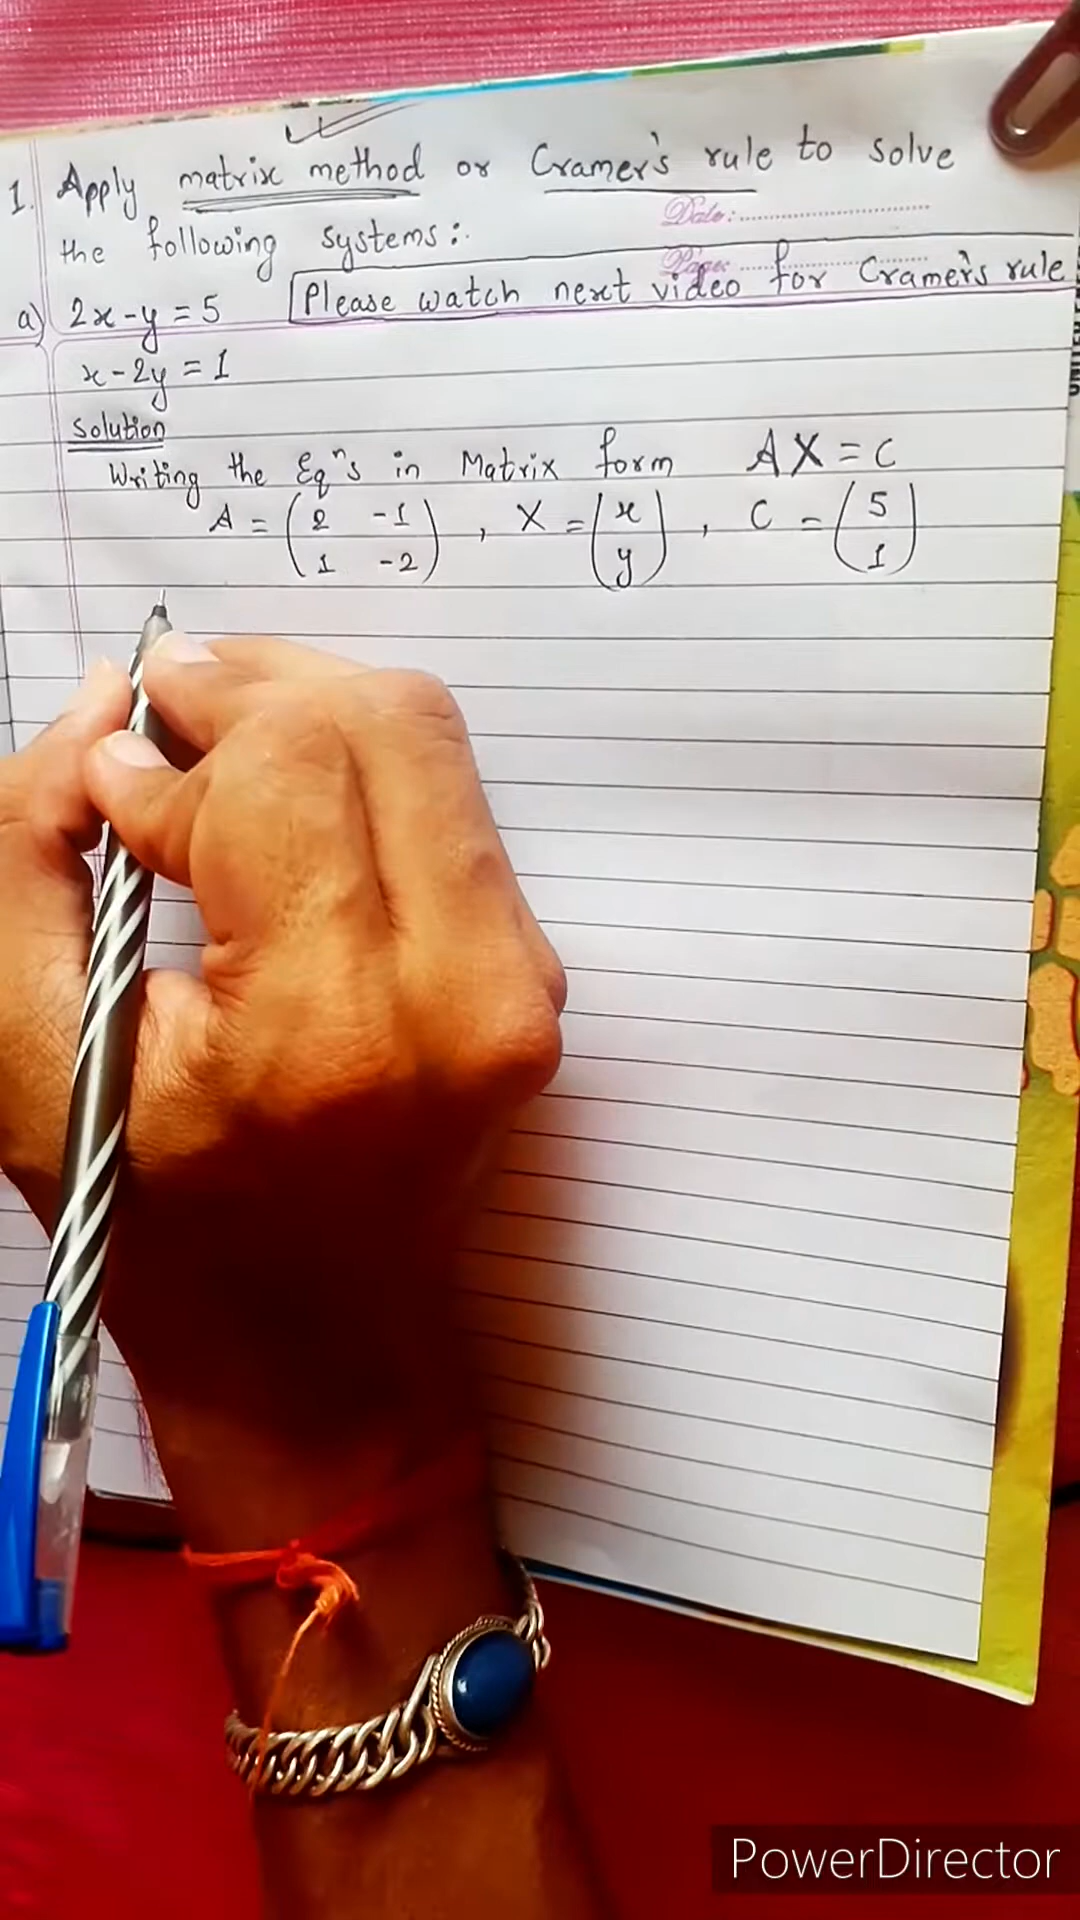 1. Apply matrix method or Cramer's rule to solve
Date:
the following systems:
Page:
a) 2x-y = 5
Please watch next video for Cramer's rule
x-2y = 1
Solution
Writing the Eqⁿs in Matrix form AX = C
A = (2 -1) , X = (x) , C = (5)
(1 -2) (y) (1)
PowerDirector